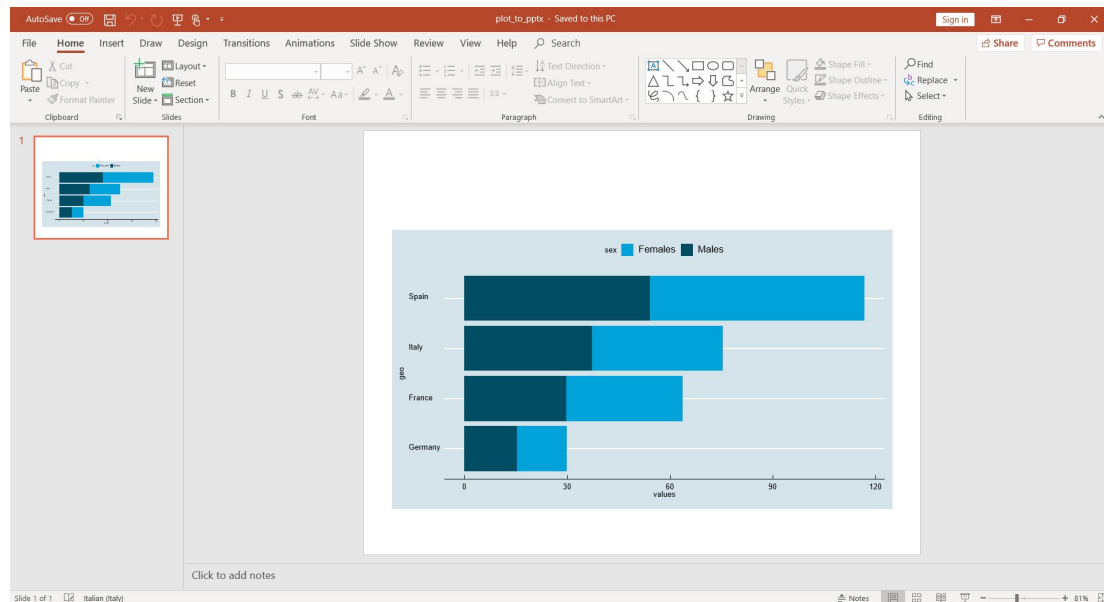 AutoSave Off plot_to_pptx - Saved to this PC Sign in
File Home Insert Draw Design Transitions Animations Slide Show Review View Help Search Share Comments
Paste
Cut
Copy
Format Painter
Clipboard
New
Slide
Layout
Reset
Section
Slides
B I U S ab AV Aa A
Font
Text Direction
Align Text
Convert to SmartArt
Paragraph
Arrange
Quick
Styles
Shape Fill
Shape Outline
Shape Effects
Drawing
Find
Replace
Select
Editing
1
sex Females Males
Spain
Italy
geo
France
Germany
0 30 60 90 120
values
Click to add notes
Slide 1 of 1 Italian (Italy) Notes 81%